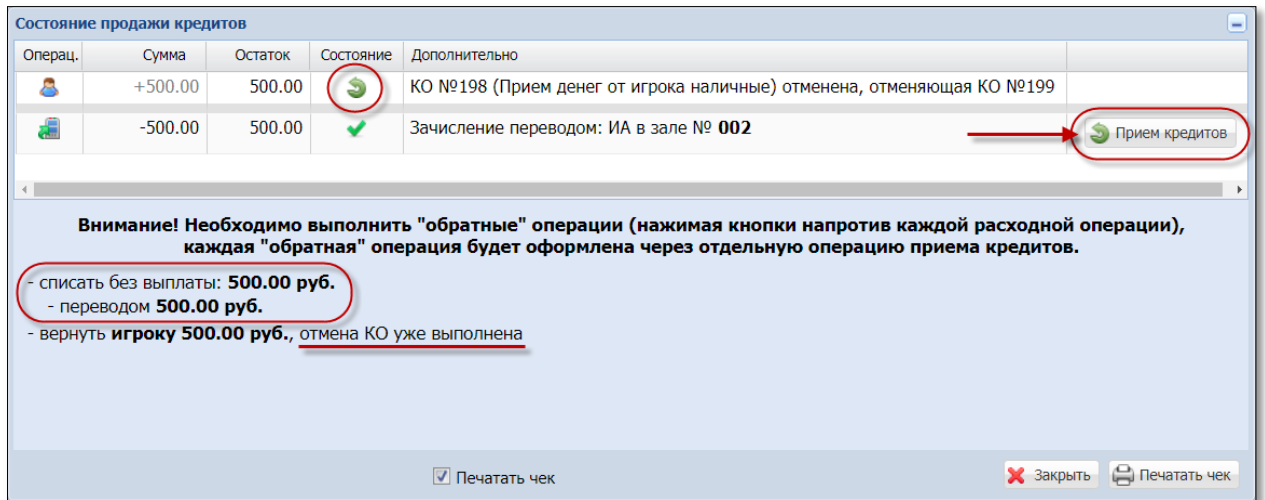 Состояние продажи кредитов
Операц. Сумма Остаток Состояние Дополнительно
+500.00 500.00 КО №198 (Прием денег от игрока наличные) отменена, отменяющая КО №199
-500.00 500.00 Зачисление переводом: ИА в зале № 002 Прием кредитов
Внимание! Необходимо выполнить "обратные" операции (нажимая кнопки напротив каждой расходной операции),
каждая "обратная" операция будет оформлена через отдельную операцию приема кредитов.
- списать без выплаты: 500.00 руб.
- переводом 500.00 руб.
- вернуть игроку 500.00 руб., отмена КО уже выполнена
Печатать чек Закрыть Печатать чек